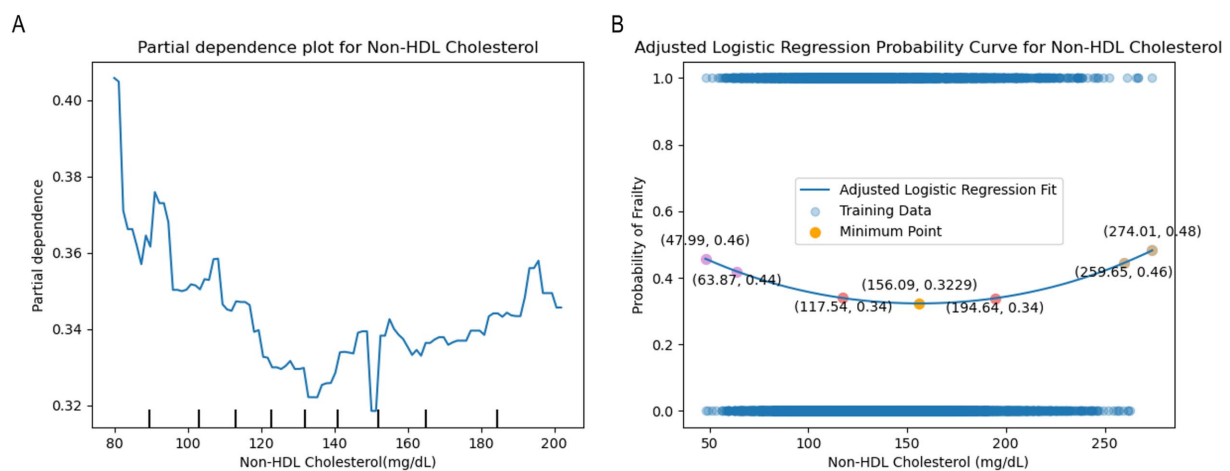 A
Partial dependence plot for Non-HDL Cholesterol
Partial dependence
0.40
0.38
0.36
0.34
0.32
80 100 120 140 160 180 200
Non-HDL Cholesterol(mg/dL)
B
Adjusted Logistic Regression Probability Curve for Non-HDL Cholesterol
Probability of Frailty
1.0
0.8
0.6
0.4
0.2
0.0
Adjusted Logistic Regression Fit
Training Data
Minimum Point
(47.99, 0.46)
(63.87, 0.44)
(117.54, 0.34)
(156.09, 0.3229)
(194.64, 0.34)
(259.65, 0.46)
(274.01, 0.48)
50 100 150 200 250
Non-HDL Cholesterol (mg/dL)